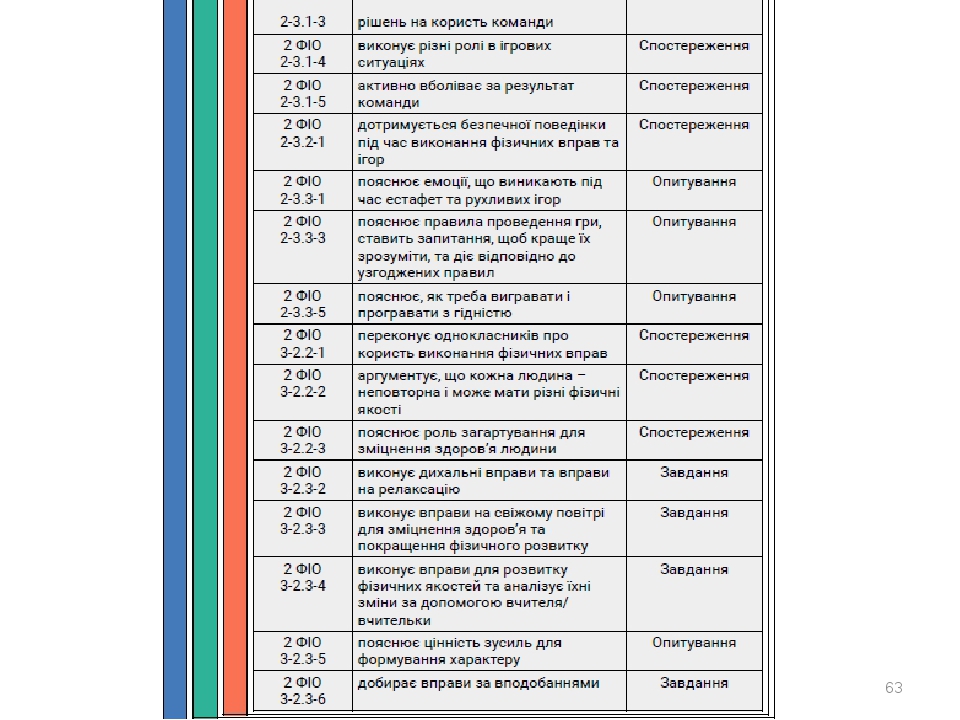 2-3.1-3
рішень на користь команди
2 ФІО
2-3.1-4
виконує різні ролі в ігрових
ситуаціях
Спостереження
2 ФІО
2-3.1-5
активно вболіває за результат
команди
Спостереження
2 ФІО
2-3.2-1
дотримується безпечної поведінки
під час виконання фізичних вправ та
ігор
Спостереження
2 ФІО
2-3.3-1
пояснює емоції, що виникають під
час естафет та рухливих ігор
Опитування
2 ФІО
2-3.3-3
пояснює правила проведення гри,
ставить запитання, щоб краще їх
зрозуміти, та діє відповідно до
узгоджених правил
Опитування
2 ФІО
2-3.3-5
пояснює, як треба вигравати і
програвати з гідністю
Опитування
2 ФІО
3-2.2-1
переконує однокласників про
користь виконання фізичних вправ
Спостереження
2 ФІО
3-2.2-2
аргументує, що кожна людина –
неповторна і може мати різні фізичні
якості
Спостереження
2 ФІО
3-2.2-3
пояснює роль загартування для
зміцнення здоров’я людини
Спостереження
2 ФІО
3-2.3-2
виконує дихальні вправи та вправи
на релаксацію
Завдання
2 ФІО
3-2.3-3
виконує вправи на свіжому повітрі
для зміцнення здоров’я та
покращення фізичного розвитку
Завдання
2 ФІО
3-2.3-4
виконує вправи для розвитку
фізичних якостей та аналізує їхні
зміни за допомогою вчителя/
вчительки
Завдання
2 ФІО
3-2.3-5
пояснює цінність зусиль для
формування характеру
Опитування
2 ФІО
3-2.3-6
добирає вправи за вподобаннями
Завдання
63